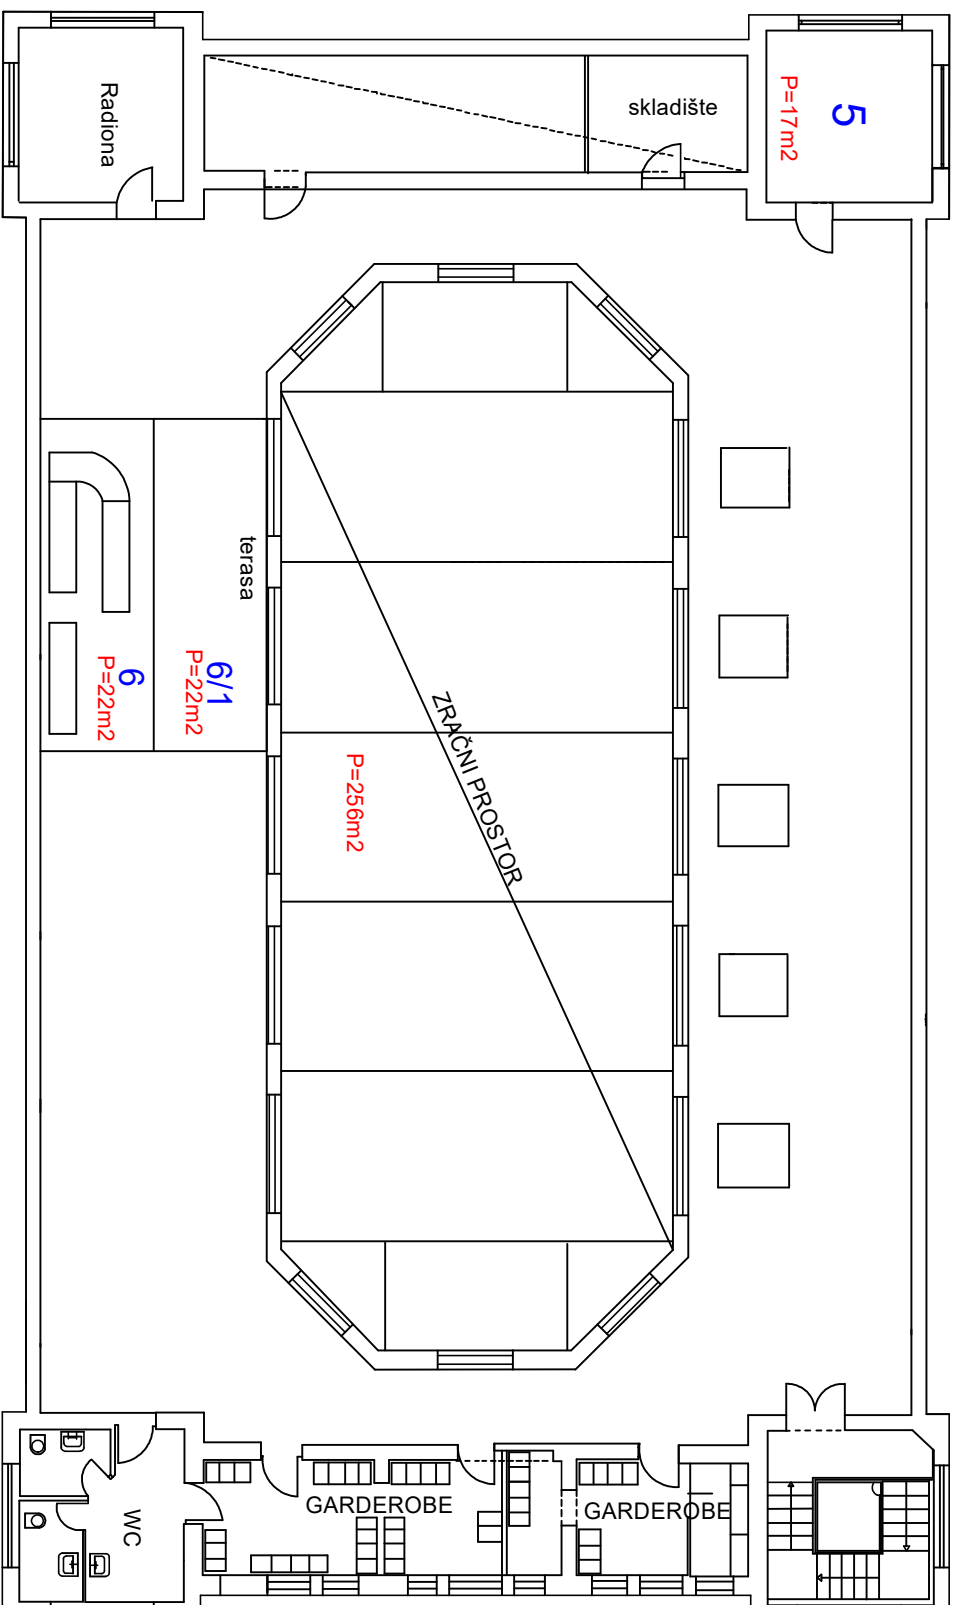 5
P=17m2
skladište
Radiona
terasa
6/1
P=22m2
6
P=22m2
ZRAČNI PROSTOR
P=256m2
GARDEROBE
GARDEROBE
WC